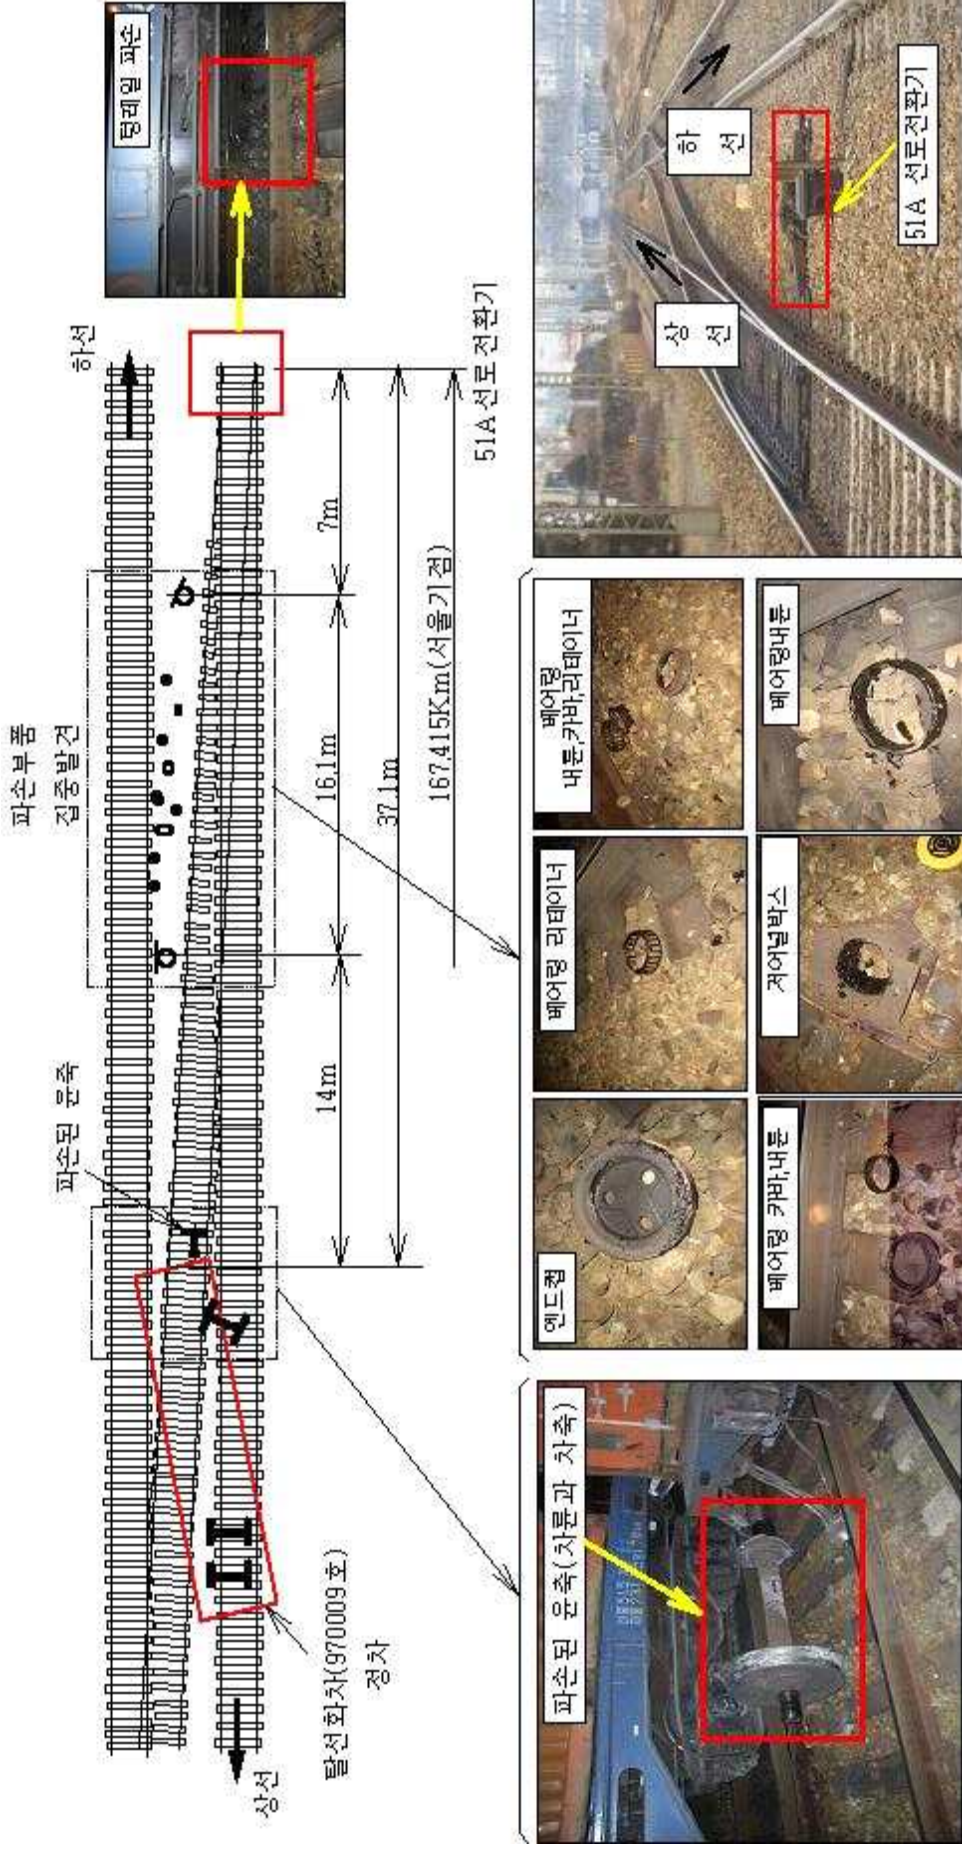 파손부품
집중발견
파손된 윤축
하선
텅레일 파손
상선
탈선화차(970009호)
정차
14m
16.1m
7m
37.1m
167.415Km(서울기점)
51A선로전환기
파손된 윤축(차륜과 차축)
엔드캡
베어링 리테이너
베어링
내륜,카바,리테이너
베어링 카바,내륜
저어널박스
베어링내륜
상
선
하
선
51A 선로전환기